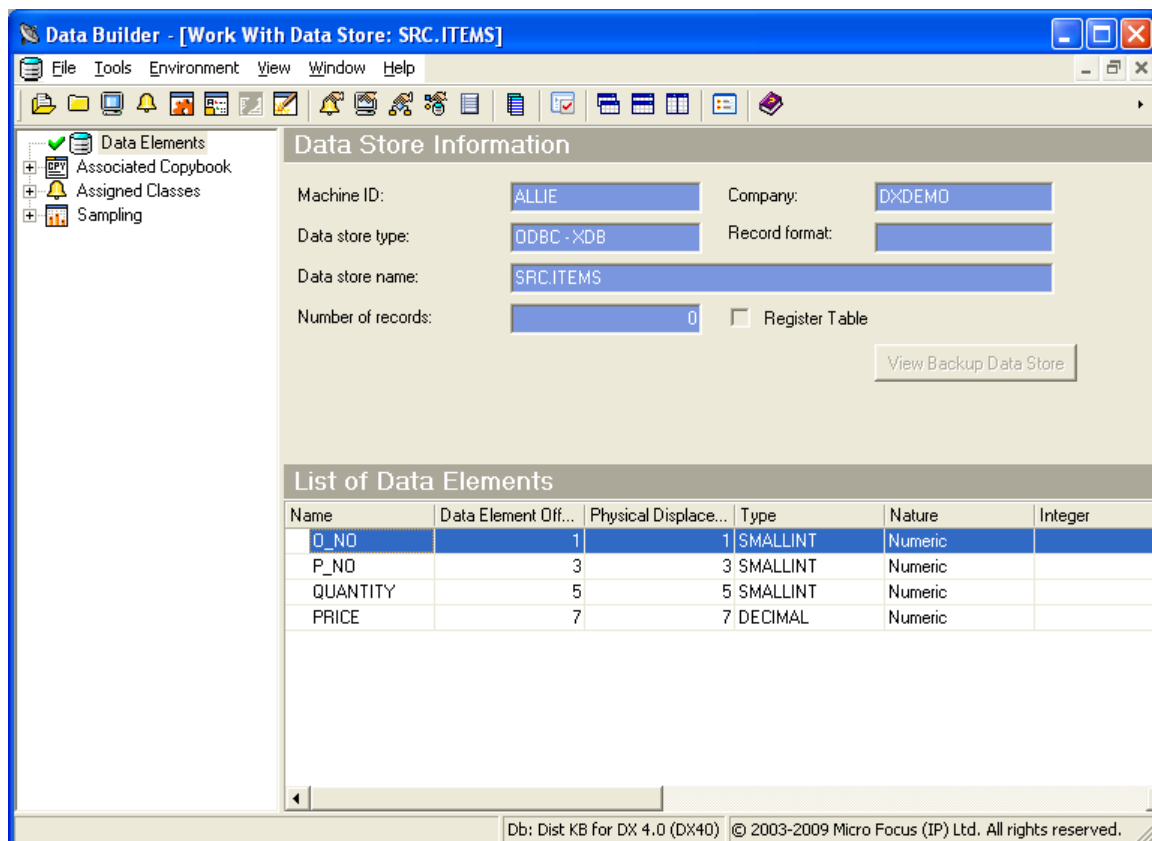 Data Builder - [Work With Data Store: SRC.ITEMS]
File Tools Environment View Window Help
Data Elements
Associated Copybook
Assigned Classes
Sampling
Data Store Information
Machine ID: ALLIE Company: DXDEMO
Data store type: ODBC - XDB Record format:
Data store name: SRC.ITEMS
Number of records: 0 Register Table
View Backup Data Store
List of Data Elements
Name Data Element Off... Physical Displace... Type Nature Integer
O_NO 1 1 SMALLINT Numeric
P_NO 3 3 SMALLINT Numeric
QUANTITY 5 5 SMALLINT Numeric
PRICE 7 7 DECIMAL Numeric
Db: Dist KB for DX 4.0 (DX40) © 2003-2009 Micro Focus (IP) Ltd. All rights reserved.